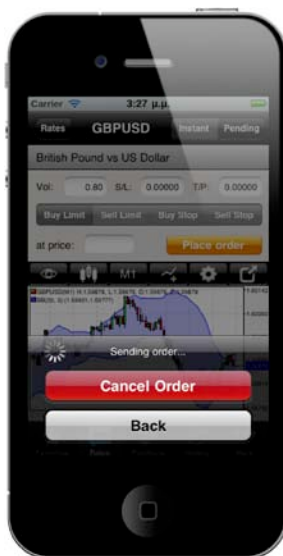 Carrier 3:27 μ.μ.
Rates GBPUSD Instant Pending
British Pound vs US Dollar
Vol: 0.80 S/L: 0.00000 T/P: 0.00000
Buy Limit Sell Limit Buy Stop Sell Stop
at price: Place order
M1
Sending order...
Cancel Order
Back